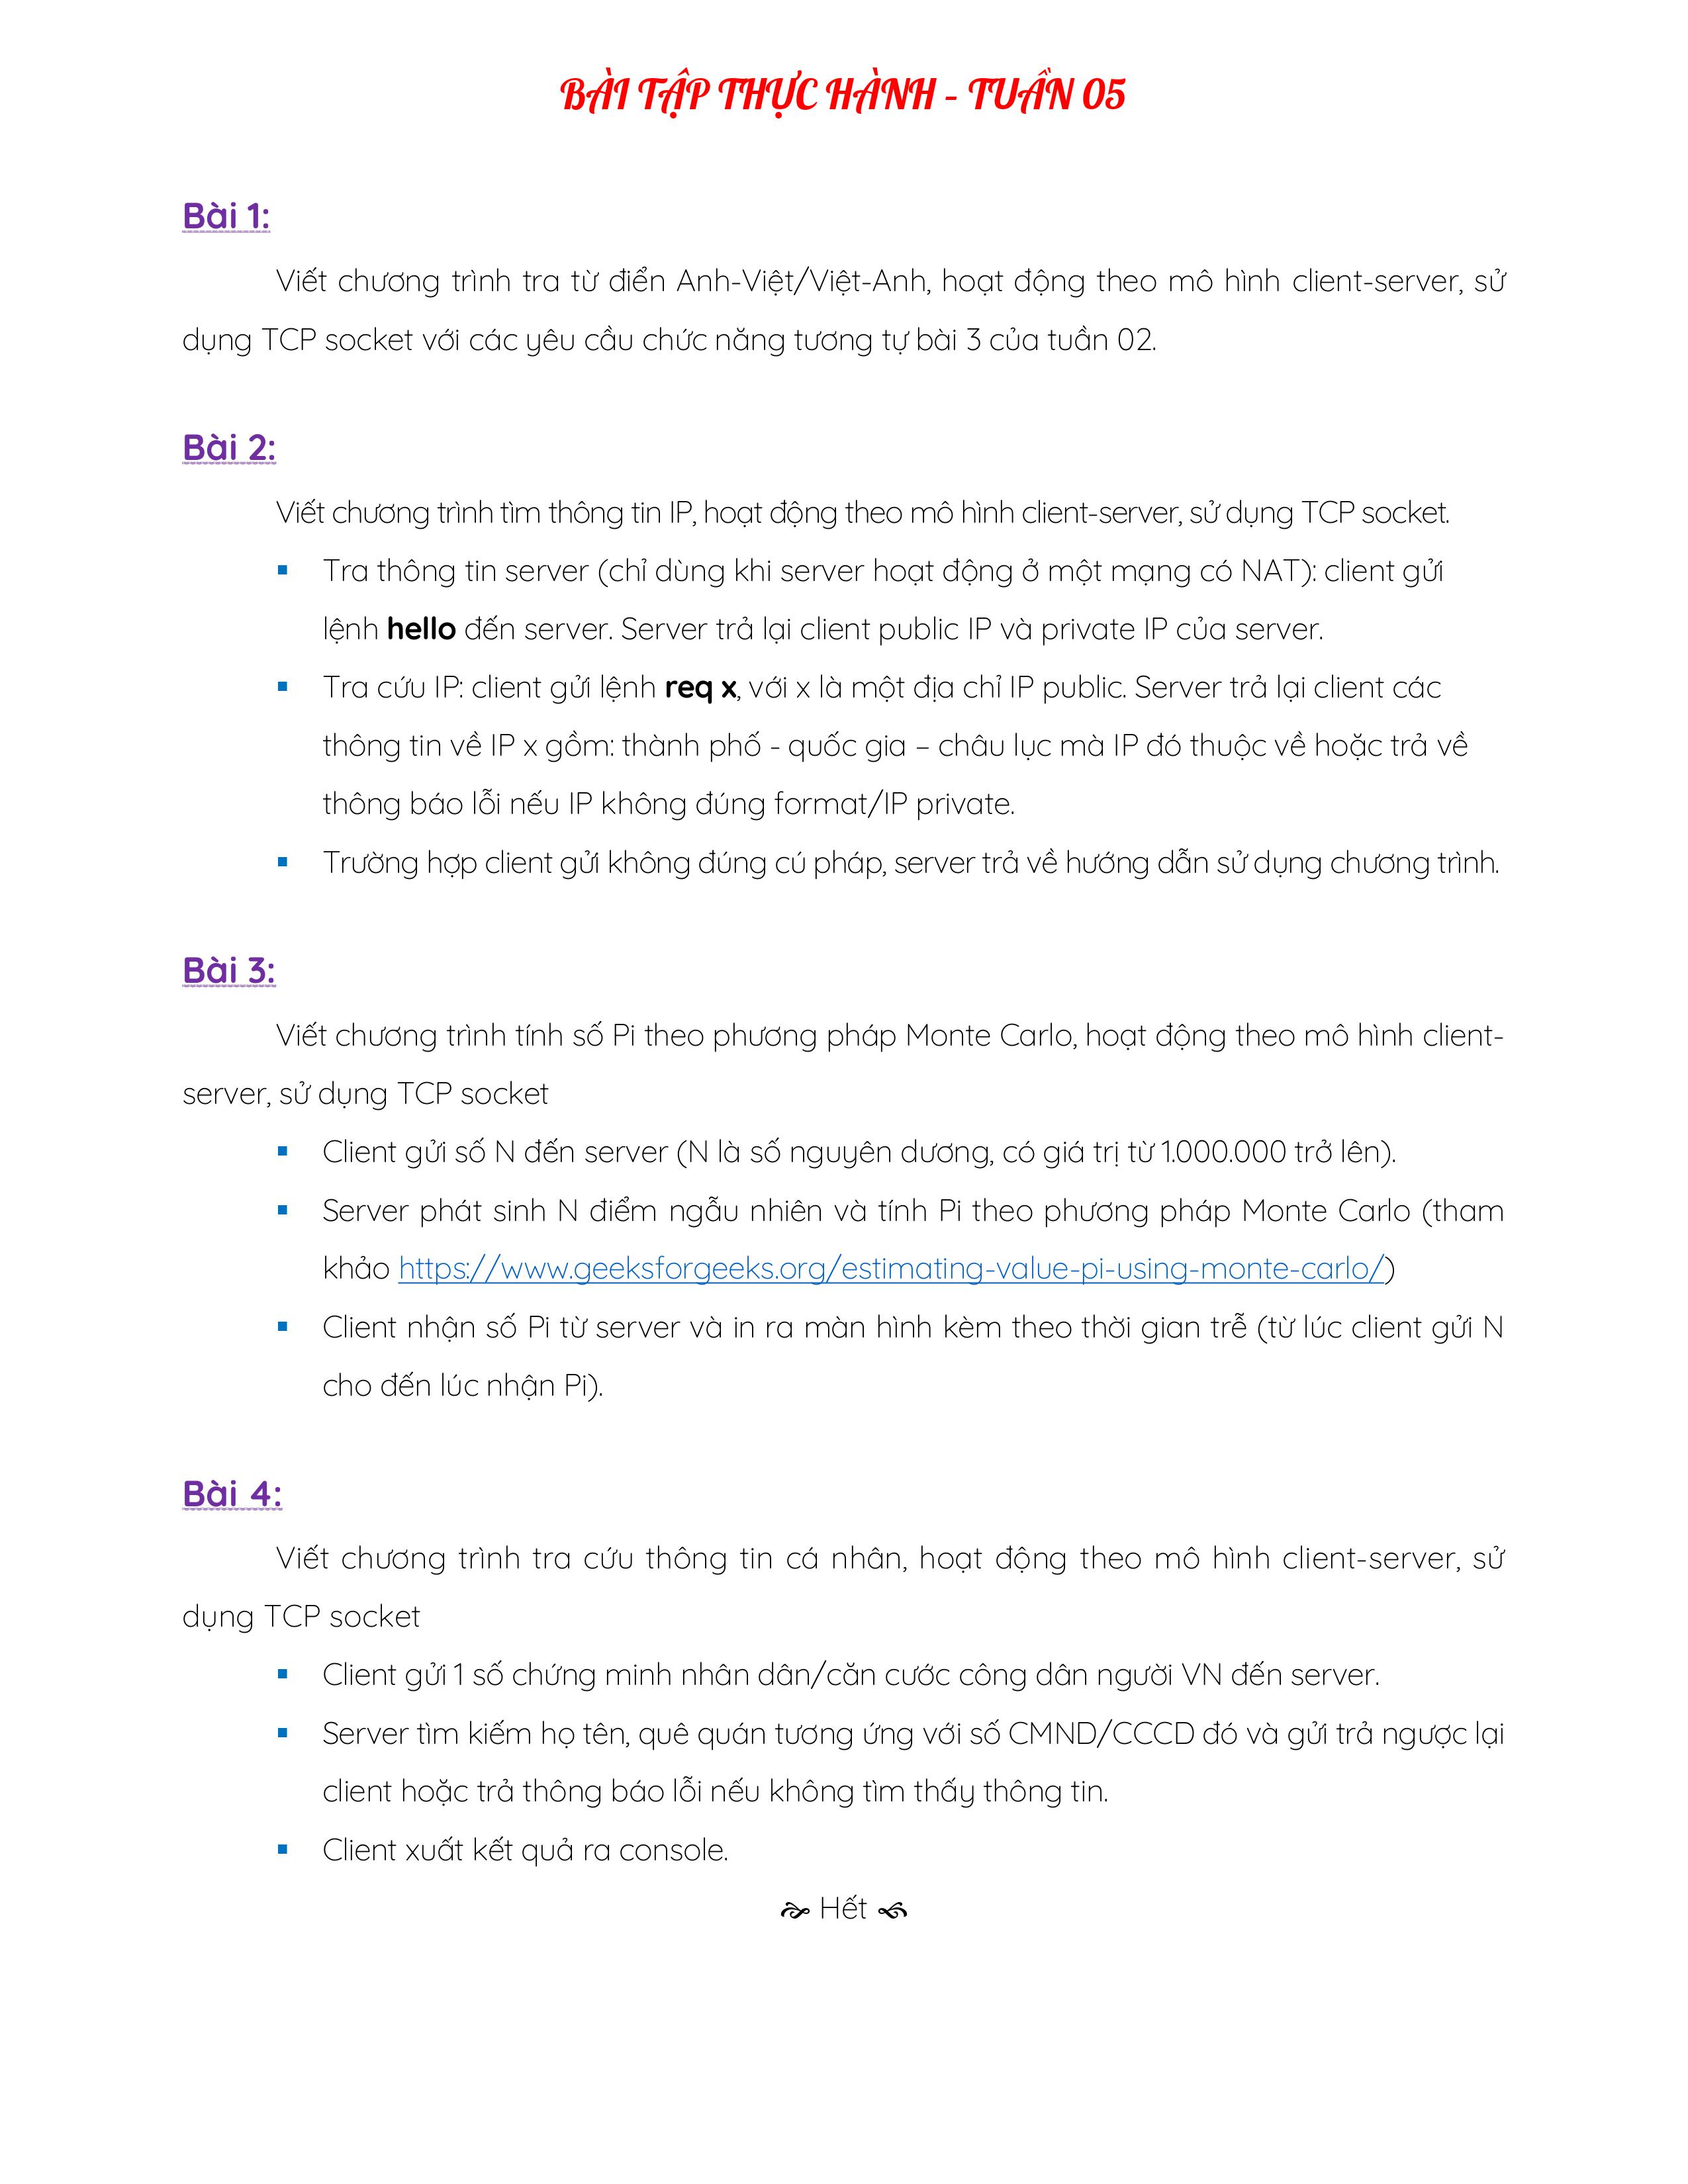 BÀI TẬP THỰC HÀNH – TUẦN 05
Bài 1:
Viết chương trình tra từ điển Anh-Việt/Việt-Anh, hoạt động theo mô hình client-server, sử
dụng TCP socket với các yêu cầu chức năng tương tự bài 3 của tuần 02.
Bài 2:
Viết chương trình tìm thông tin IP, hoạt động theo mô hình client-server, sử dụng TCP socket.
▪ Tra thông tin server (chỉ dùng khi server hoạt động ở một mạng có NAT): client gửi
lệnh hello đến server. Server trả lại client public IP và private IP của server.
▪ Tra cứu IP: client gửi lệnh req x, với x là một địa chỉ IP public. Server trả lại client các
thông tin về IP x gồm: thành phố - quốc gia – châu lục mà IP đó thuộc về hoặc trả về
thông báo lỗi nếu IP không đúng format/IP private.
▪ Trường hợp client gửi không đúng cú pháp, server trả về hướng dẫn sử dụng chương trình.
Bài 3:
Viết chương trình tính số Pi theo phương pháp Monte Carlo, hoạt động theo mô hình client-
server, sử dụng TCP socket
▪ Client gửi số N đến server (N là số nguyên dương, có giá trị từ 1.000.000 trở lên).
▪ Server phát sinh N điểm ngẫu nhiên và tính Pi theo phương pháp Monte Carlo (tham
khảo https://www.geeksforgeeks.org/estimating-value-pi-using-monte-carlo/)
▪ Client nhận số Pi từ server và in ra màn hình kèm theo thời gian trễ (từ lúc client gửi N
cho đến lúc nhận Pi).
Bài 4:
Viết chương trình tra cứu thông tin cá nhân, hoạt động theo mô hình client-server, sử
dụng TCP socket
▪ Client gửi 1 số chứng minh nhân dân/căn cước công dân người VN đến server.
▪ Server tìm kiếm họ tên, quê quán tương ứng với số CMND/CCCD đó và gửi trả ngược lại
client hoặc trả thông báo lỗi nếu không tìm thấy thông tin.
▪ Client xuất kết quả ra console.
Hết